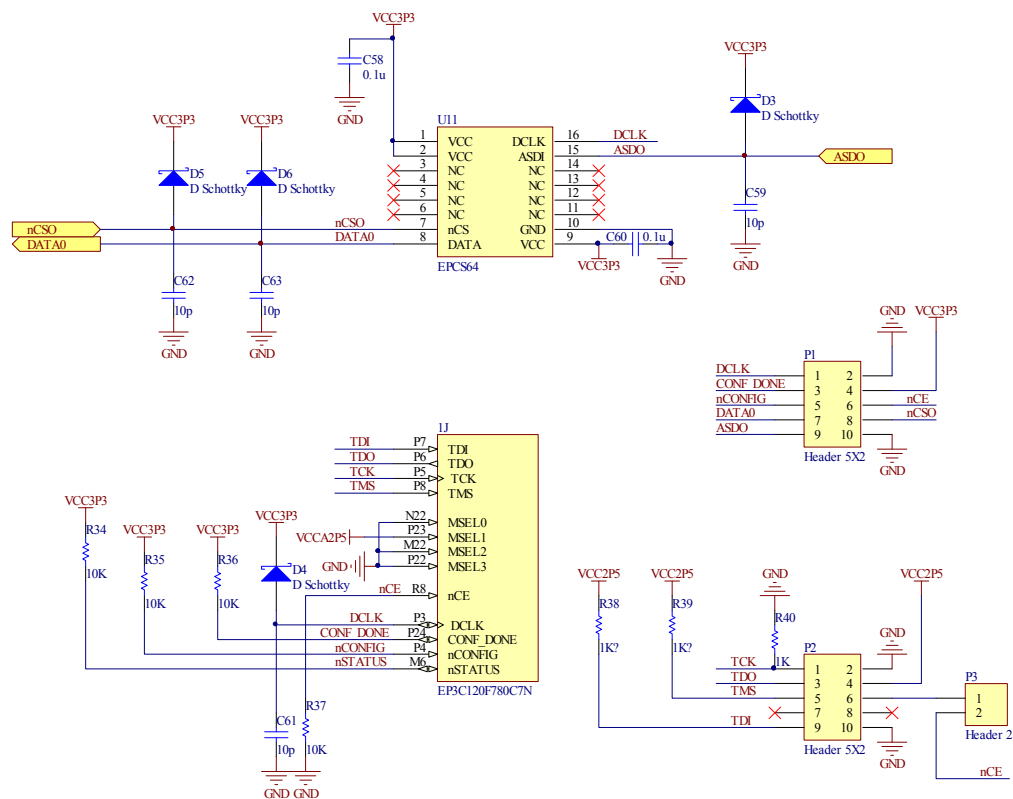 VCC3P3
C58
0.1u
GND
VCC3P3
D3
D Schottky
ASDO
C59
10p
GND
VCC3P3
VCC3P3
D5
D Schottky
D6
D Schottky
nCSO
DATA0
nCSO
DATA0
C62
10p
GND
C63
10p
GND
U11
1 VCC DCLK 16 DCLK
2 VCC ASDI 15 ASDO
3 NC NC 14
4 NC NC 13
5 NC NC 12
6 NC NC 11
7 nCS GND 10
8 DATA VCC 9
EPCS64
C60 0.1u
VCC3P3
GND
GND
VCC3P3
P1
DCLK 1 2
CONF_DONE 3 4
nCONFIG 5 6 nCE
DATA0 7 8 nCSO
ASDO 9 10
Header 5X2
GND
1J
TDI P7 TDI
TDO P6 TDO
TCK P5 TCK
TMS P8 TMS
N22 MSEL0
VCCA2P5 P23 MSEL1
M22 MSEL2
GND P22 MSEL3
nCE R8 nCE
DCLK P3 DCLK
CONF_DONE P24 CONF_DONE
nCONFIG P4 nCONFIG
nSTATUS M6 nSTATUS
EP3C120F780C7N
VCC3P3
R34
10K
VCC3P3
R35
10K
VCC3P3
R36
10K
VCC3P3
D4
D Schottky
C61
10p
GND
R37
10K
GND
VCC2P5
R38
1K?
VCC2P5
R39
1K?
GND
R40
1K
VCC2P5
GND
P2
TCK 1 2
TDO 3 4
TMS 5 6
7 8
TDI 9 10
Header 5X2
GND
P3
1
2
Header 2
nCE